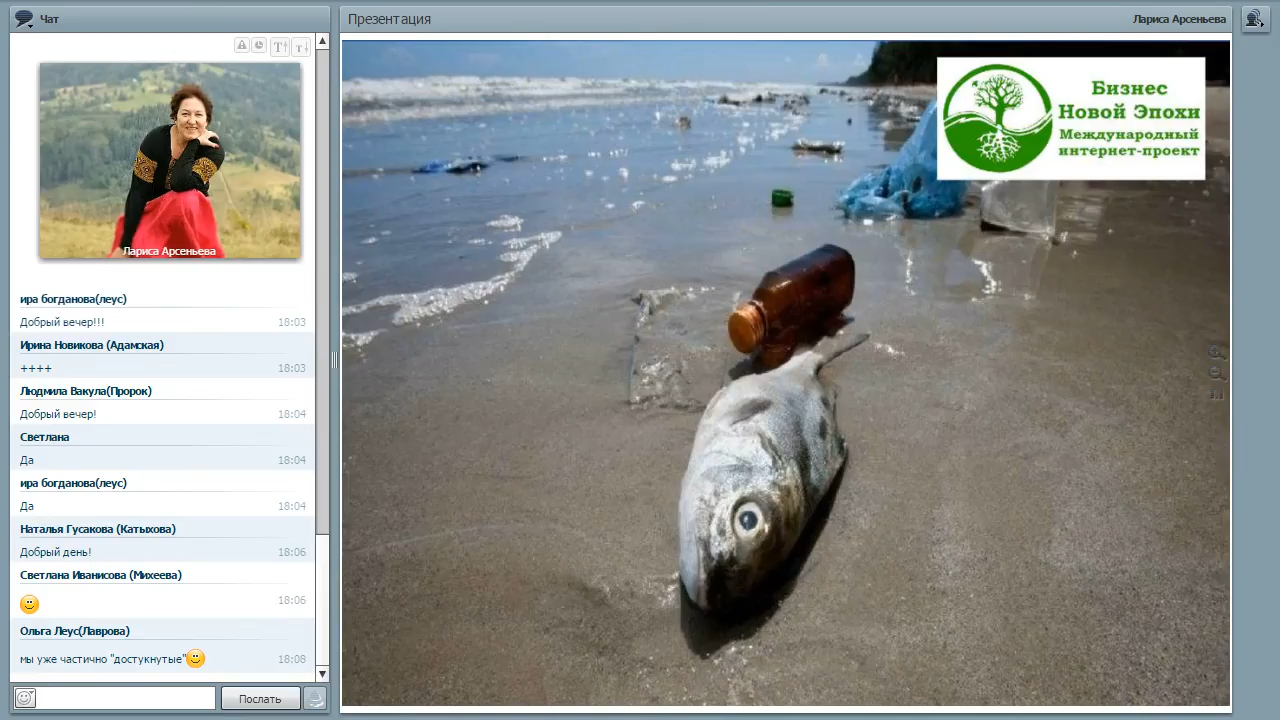 Чат
Презентация
Лариса Арсеньева
Лариса Арсеньева
ира богданова(леус)
Добрый вечер!!! 18:03
Ирина Новикова (Адамская)
++++ 18:03
Людмила Вакула(Пророк)
Добрый вечер! 18:04
Светлана
Да 18:04
ира богданова(леус)
Да 18:04
Наталья Гусакова (Катыхова)
Добрый день! 18:06
Светлана Иванисова (Михеева)
18:06
Ольга Леус(Лаврова)
мы уже частично "достукнутые" 18:08
Послать
Бизнес
Новой Эпохи
Международный
интернет-проект